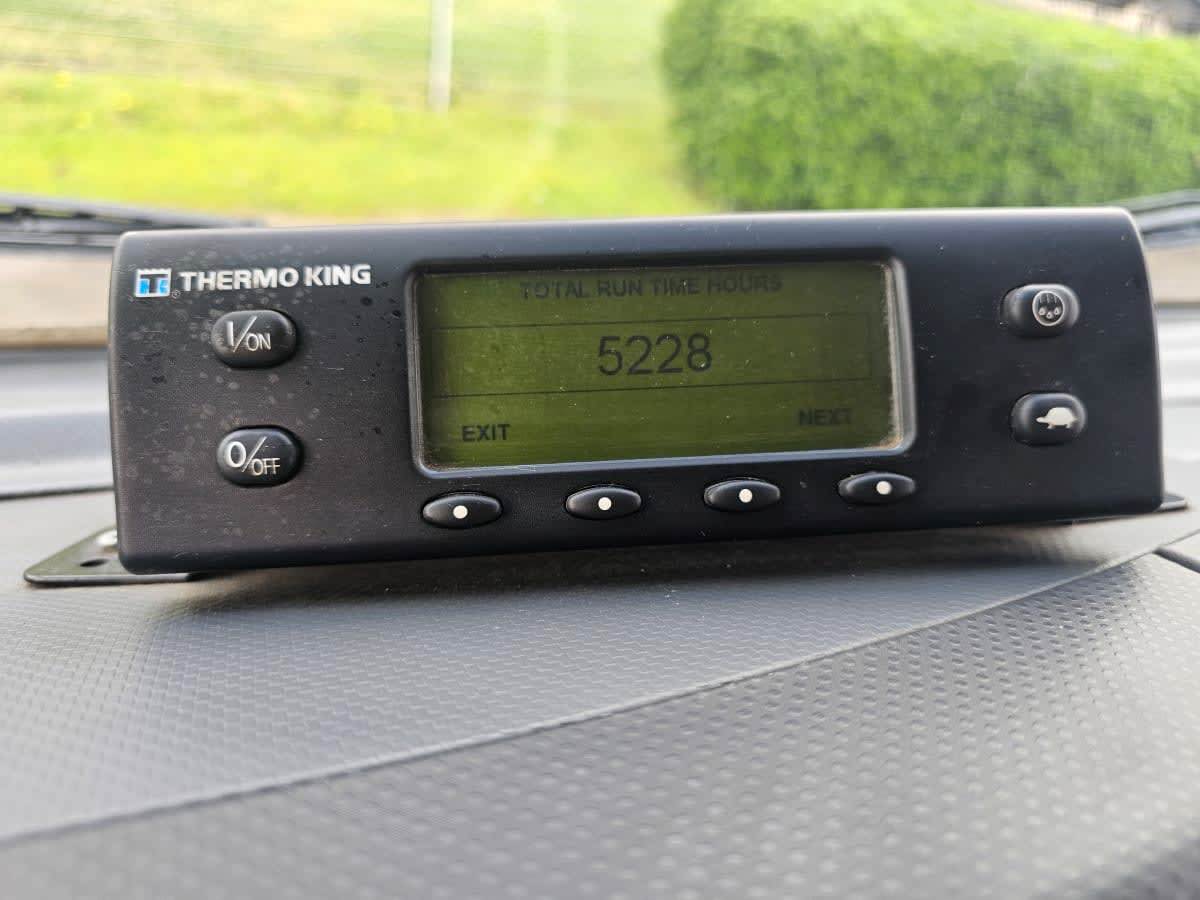 THERMO KING
I/ON
O/OFF
TOTAL RUN TIME HOURS
5228
EXIT NEXT